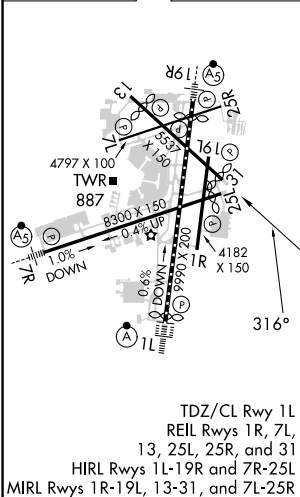 19R
A5
13
P
25R
P
7L
P
5537
X 150
19L
P
4797 X 100
TWR
887
31
25L
P
8300 X 150
0.4% UP
A5
P
1.0%
DOWN
7R
9990 X 200
4182
X 150
1R
0.6%
DOWN
P
316°
A
1L
TDZ/CL Rwy 1L
REIL Rwys 1R, 7L,
13, 25L, 25R, and 31
HIRL Rwys 1L-19R and 7R-25L
MIRL Rwys 1R-19L, 13-31, and 7L-25R